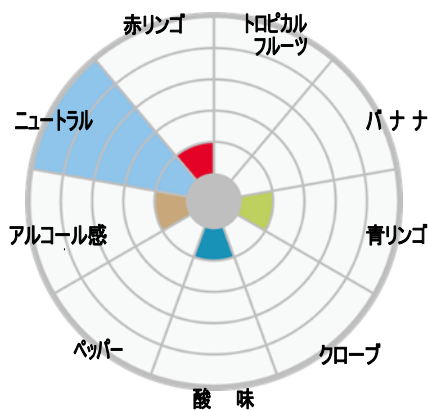 赤リンゴ
トロピカル
フルーツ
ニュートラル
バナナ
アルコール感
青リンゴ
ペッパー
クローブ
酸味